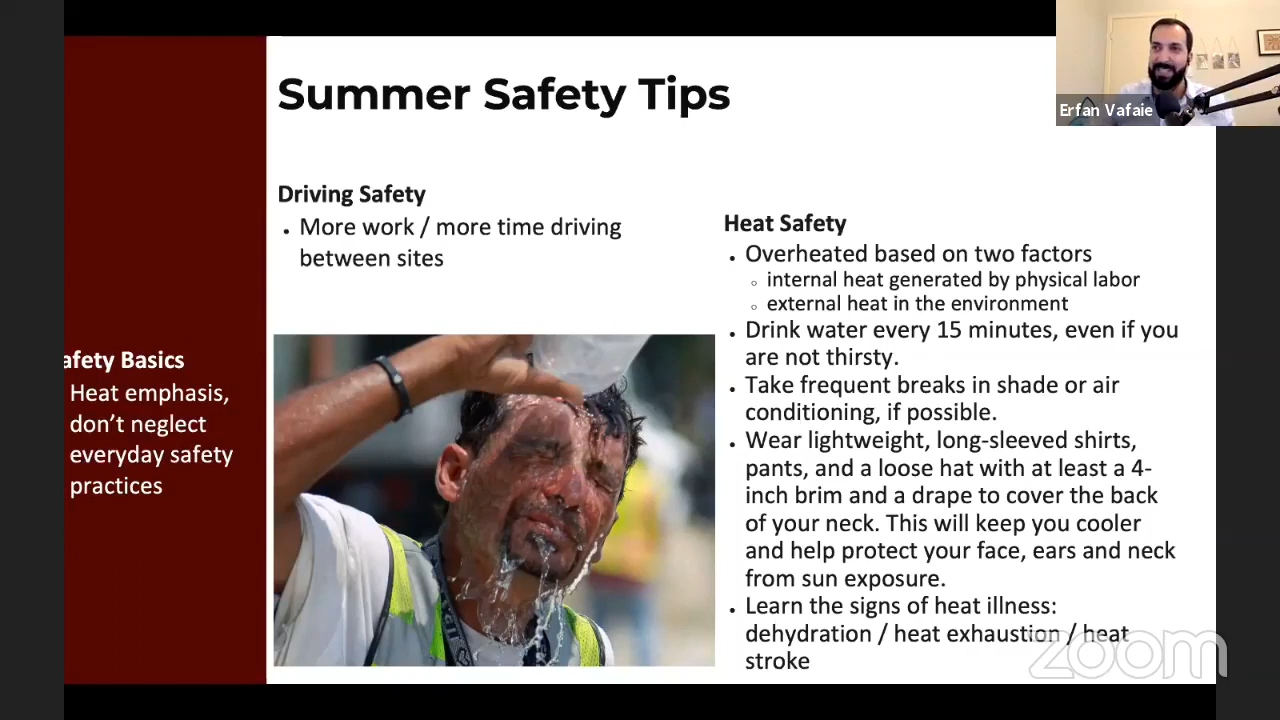 Summer Safety Tips
Erfan Vafaie
afety Basics
Heat emphasis,
don’t neglect
everyday safety
practices
Driving Safety
• More work / more time driving
between sites
Heat Safety
• Overheated based on two factors
○ internal heat generated by physical labor
○ external heat in the environment
• Drink water every 15 minutes, even if you
are not thirsty.
• Take frequent breaks in shade or air
conditioning, if possible.
• Wear lightweight, long-sleeved shirts,
pants, and a loose hat with at least a 4-
inch brim and a drape to cover the back
of your neck. This will keep you cooler
and help protect your face, ears and neck
from sun exposure.
• Learn the signs of heat illness:
dehydration / heat exhaustion / heat
stroke
zoom